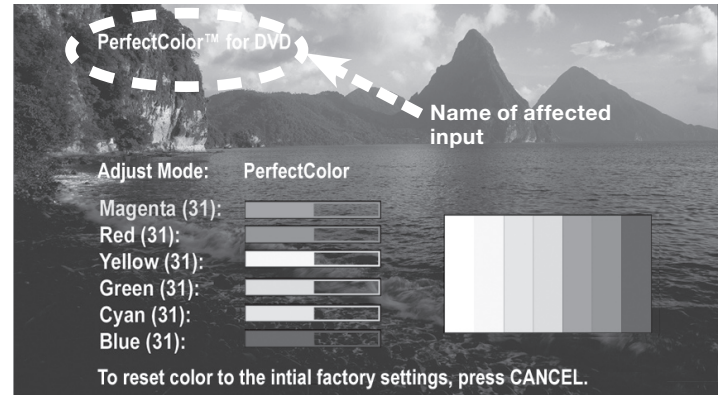 PerfectColor™ for DVD
Name of affected
input
Adjust Mode: PerfectColor
Magenta (31):
Red (31):
Yellow (31):
Green (31):
Cyan (31):
Blue (31):
To reset color to the intial factory settings, press CANCEL.